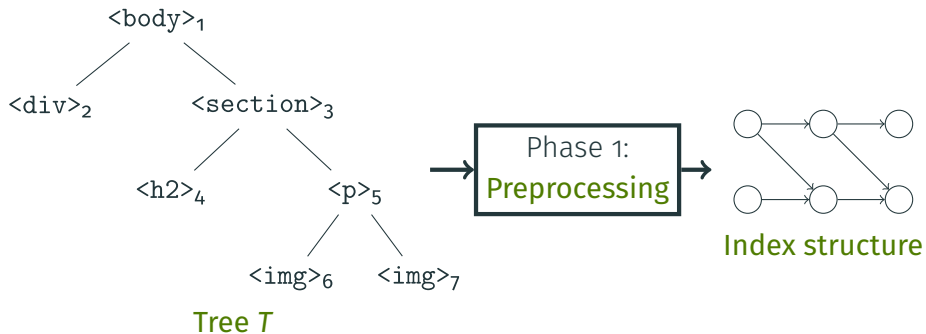 <body>₁
<div>₂ <section>₃
<h2>₄ <p>₅
<img>₆ <img>₇
Tree T
Phase 1:
Preprocessing
Index structure